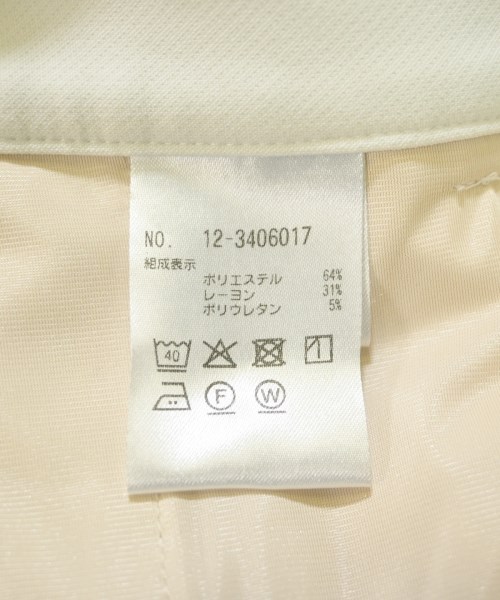 NO. 12-3406017
組成表示
ポリエステル 64%
レーヨン 31%
ポリウレタン 5%
40
F W